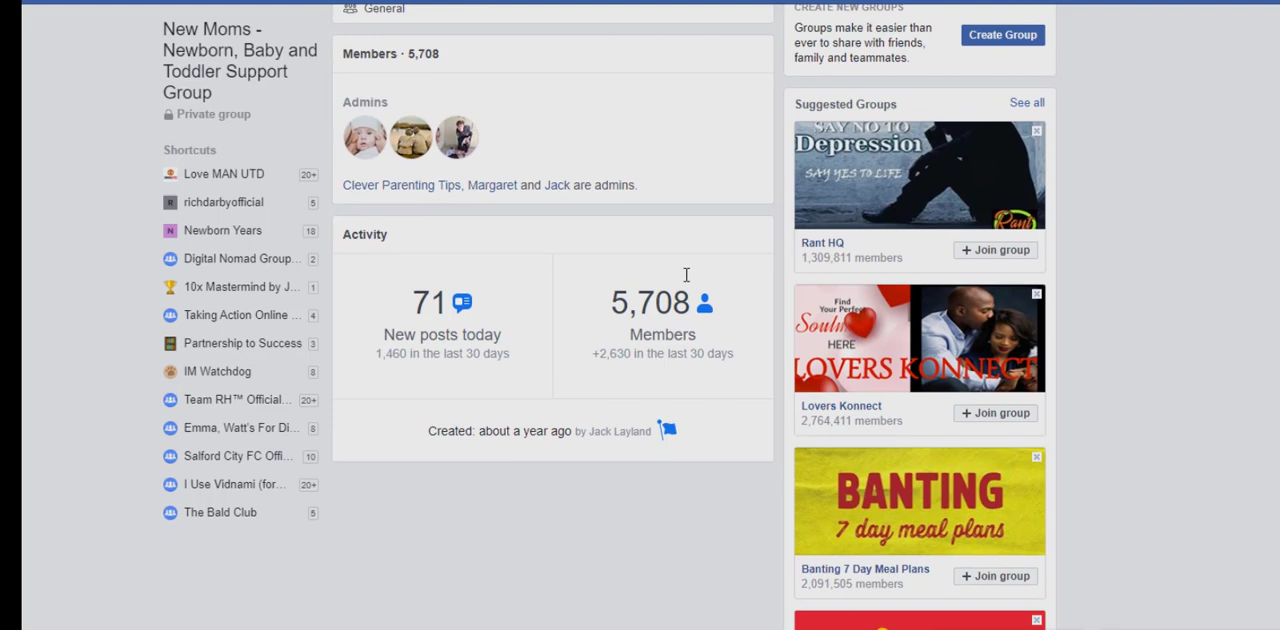 New Moms -
Newborn, Baby and
Toddler Support
Group
Private group
Shortcuts
Love MAN UTD 20+
R richdarbyofficial 5
N Newborn Years 18
Digital Nomad Group... 2
10x Mastermind by J... 1
Taking Action Online ... 4
Partnership to Success 3
IM Watchdog 8
Team RH™ Official... 20+
Emma, Watt's For Di... 8
Salford City FC Offi... 10
I Use Vidnami (for... 20+
The Bald Club 5
General
Members · 5,708
Admins
Clever Parenting Tips, Margaret and Jack are admins.
Activity
71
New posts today
1,460 in the last 30 days
5,708
Members
+2,630 in the last 30 days
Created: about a year ago by Jack Layland
CREATE NEW GROUPS
Groups make it easier than
ever to share with friends,
family and teammates.
Create Group
Suggested Groups See all
SAY NO TO
Depression
SAY YES TO LIFE
Rant
Rant HQ
1,309,811 members
+ Join group
Find
Your Perfect
Soulm
HERE
LOVERS KONNECT
Lovers Konnect
2,764,411 members
+ Join group
BANTING
7 day meal plans
Banting 7 Day Meal Plans
2,091,505 members
+ Join group